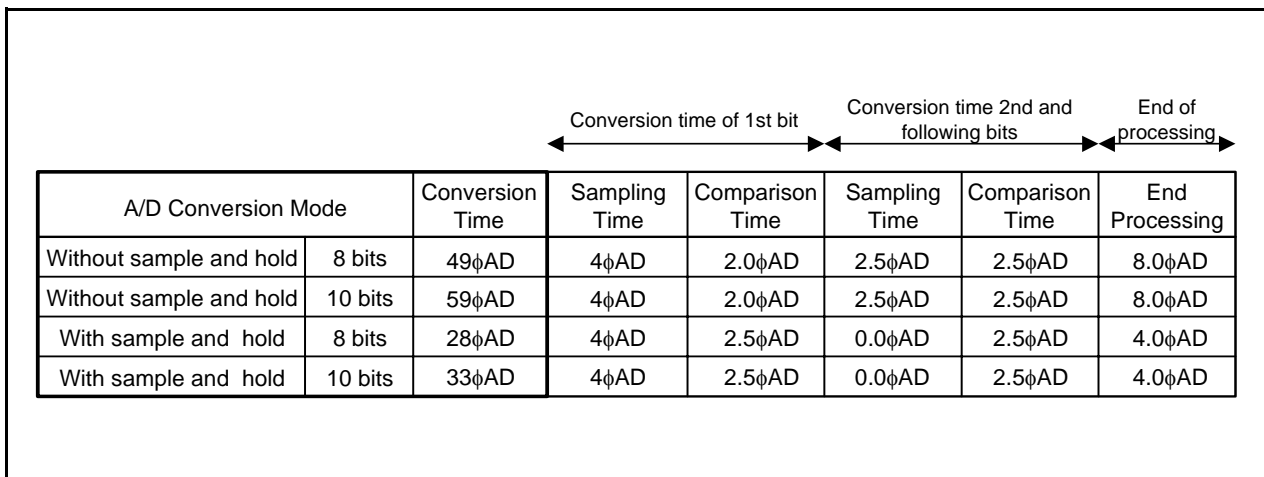 Conversion time of 1st bit
Conversion time 2nd and
following bits
End of
processing
A/D Conversion Mode
Conversion
Time
Sampling
Time
Comparison
Time
Sampling
Time
Comparison
Time
End
Processing
Without sample and hold 8 bits 49ϕAD 4ϕAD 2.0ϕAD 2.5ϕAD 2.5ϕAD 8.0ϕAD
Without sample and hold 10 bits 59ϕAD 4ϕAD 2.0ϕAD 2.5ϕAD 2.5ϕAD 8.0ϕAD
With sample and hold 8 bits 28ϕAD 4ϕAD 2.5ϕAD 0.0ϕAD 2.5ϕAD 4.0ϕAD
With sample and hold 10 bits 33ϕAD 4ϕAD 2.5ϕAD 0.0ϕAD 2.5ϕAD 4.0ϕAD